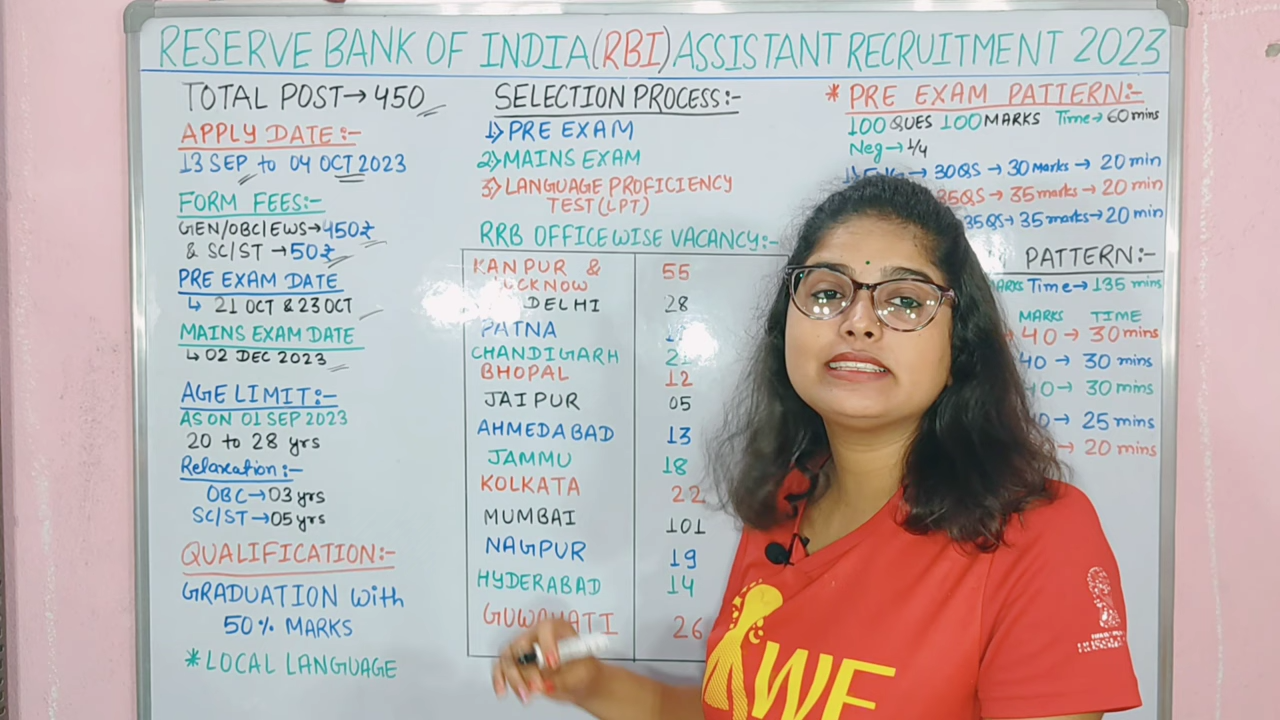 RESERVE BANK OF INDIA (RBI) ASSISTANT RECRUITMENT 2023
TOTAL POST→450
APPLY DATE:-
13 SEP to 04 OCT 2023
FORM FEES:-
GEN/OBC/EWS→450₹
& SC/ST →50₹
PRE EXAM DATE
↳ 21 OCT & 23 OCT
MAINS EXAM DATE
↳ 02 DEC 2023
AGE LIMIT:-
AS ON 01 SEP 2023
20 to 28 yrs
Relaxation:-
OBC→03 yrs
SC/ST→05 yrs
QUALIFICATION:-
GRADUATION with
50% MARKS
*LOCAL LANGUAGE
SELECTION PROCESS:-
1) PRE EXAM
2) MAINS EXAM
3) LANGUAGE PROFICIENCY
TEST (LPT)
RRB OFFICEWISE VACCANCY:-
KANPUR & 55
DELHI 28
PATNA
CHANDIGARH
BHOPAL 12
JAIPUR 05
AHMEDABAD 13
JAMMU 18
KOLKATA 22
MUMBAI 101
NAGPUR 19
HYDERABAD 14
GUWAHATI 26
* PRE EXAM PATTERN:-
100 QUES 100 MARKS Time→60 mins
Neg→1/4
→ 30QS → 30 Marks → 20 min
35QS→ 35 marks→20 min
35QS→ 35 marks→20 min
PATTERN:-
Time→135 mins
MARKS TIME
40 → 30 mins
40 → 30 mins
→ 30 mins
→ 25 mins
→ 20 mins
WE